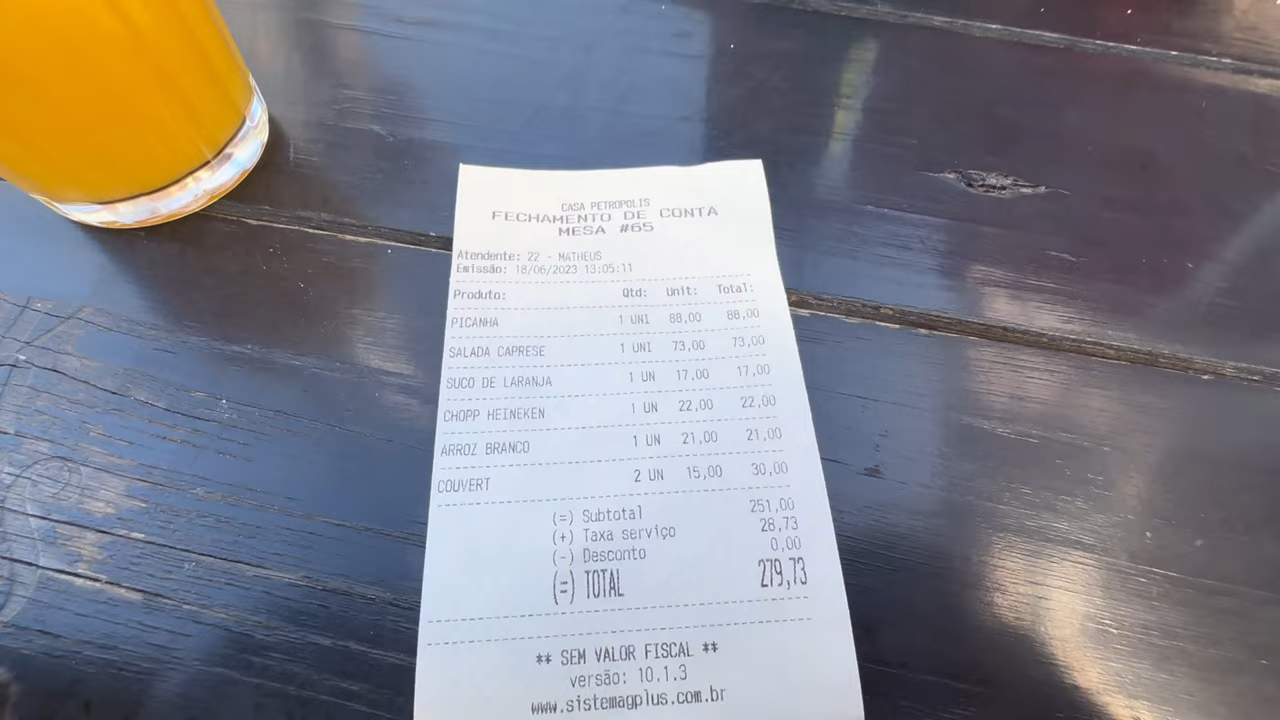 CASA PETROPOLIS
FECHAMENTO DE CONTA
MESA #65
Atendente: 22 - MATHEUS
Emissão: 18/06/2023 13:05:11
Produto: Qtd: Unit: Total:
PICANHA 1 UNI 88,00 88,00
SALADA CAPRESE 1 UNI 73,00 73,00
SUCO DE LARANJA 1 UN 17,00 17,00
CHOPP HEINEKEN 1 UN 22,00 22,00
ARROZ BRANCO 1 UN 21,00 21,00
COUVERT 2 UN 15,00 30,00
(=) Subtotal 251,00
(+) Taxa serviço 28,73
(-) Desconto 0,00
(=) TOTAL 279,73
** SEM VALOR FISCAL **
versão: 10.1.3
www.sistemagplus.com.br